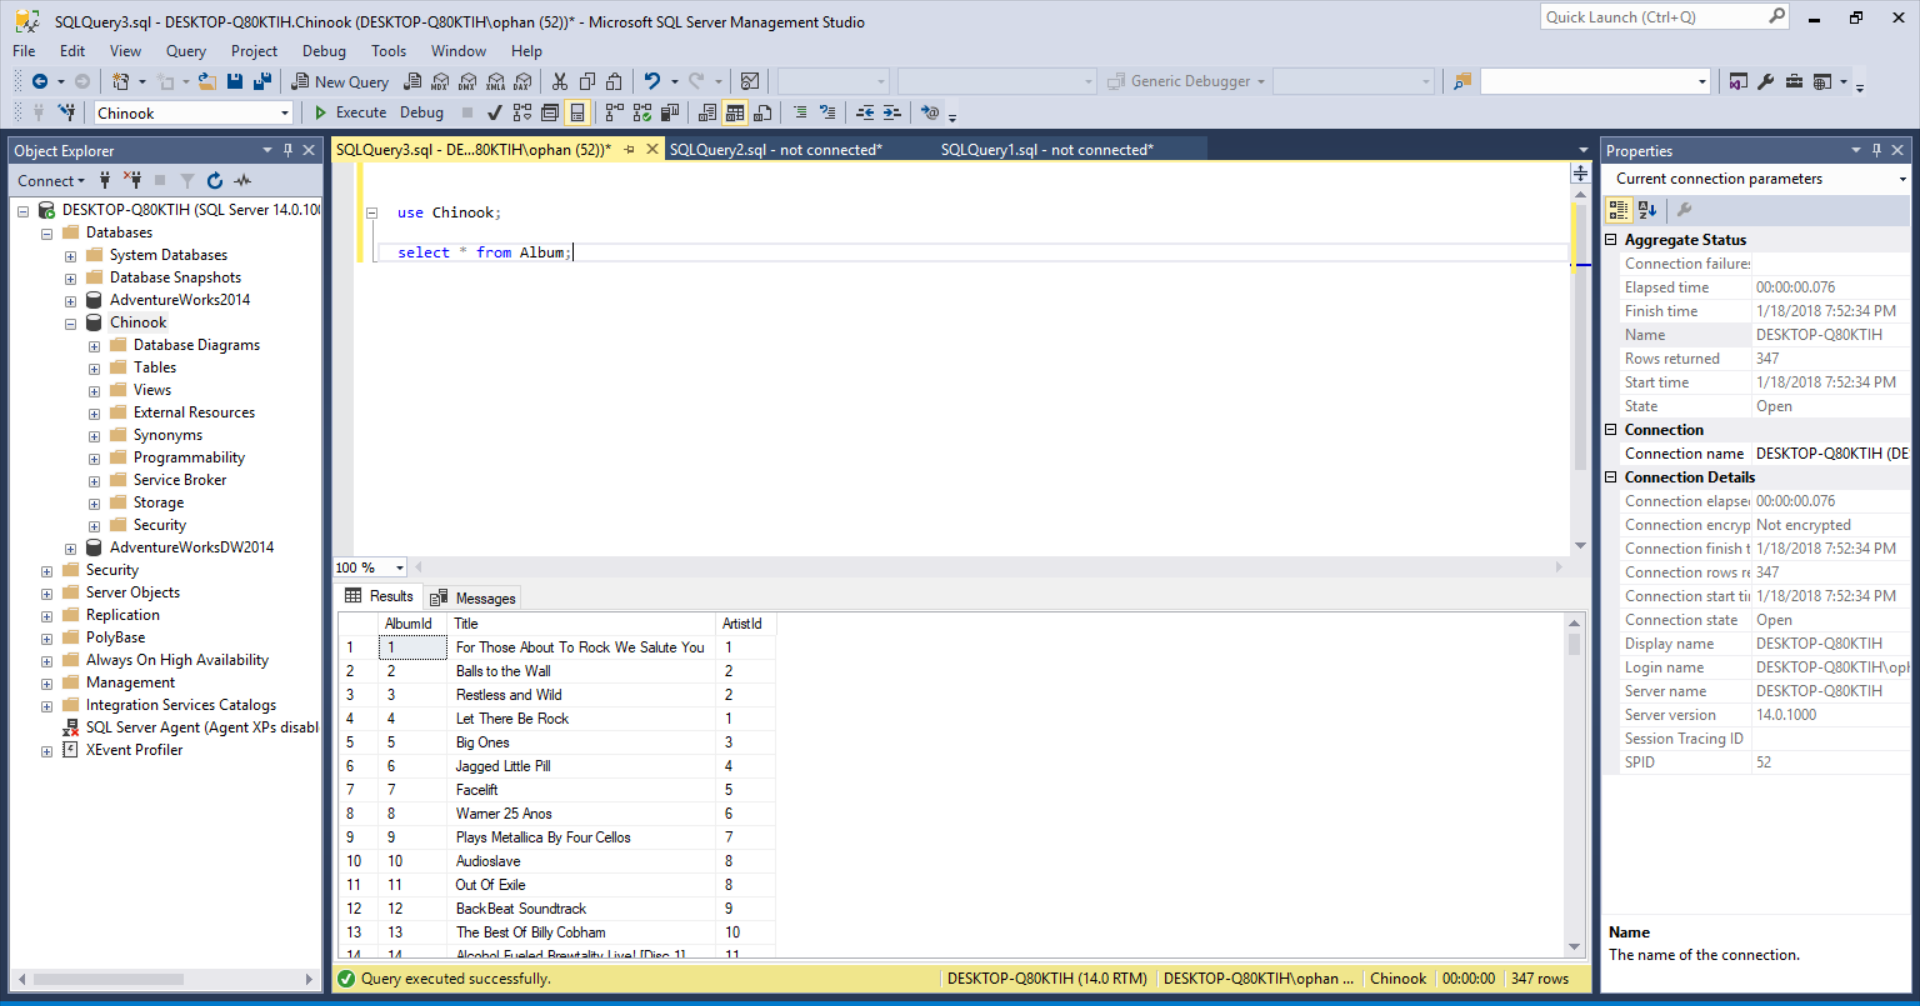 SQLQuery3.sql - DESKTOP-Q80KTIH.Chinook (DESKTOP-Q80KTIH\ophan (52))* - Microsoft SQL Server Management Studio
Quick Launch (Ctrl+Q)
File Edit View Query Project Debug Tools Window Help
New Query MDX DMX XMLA DAX Generic Debugger
Chinook Execute Debug
Object Explorer
Connect
DESKTOP-Q80KTIH (SQL Server 14.0.100
Databases
System Databases
Database Snapshots
AdventureWorks2014
Chinook
Database Diagrams
Tables
Views
External Resources
Synonyms
Programmability
Service Broker
Storage
Security
AdventureWorksDW2014
Security
Server Objects
Replication
PolyBase
Always On High Availability
Management
Integration Services Catalogs
SQL Server Agent (Agent XPs disabl
XEvent Profiler
SQLQuery3.sql - DE...80KTIH\ophan (52))* SQLQuery2.sql - not connected* SQLQuery1.sql - not connected*
use Chinook;
select * from Album;
100 %
Results Messages
AlbumId Title ArtistId
1 1 For Those About To Rock We Salute You 1
2 2 Balls to the Wall 2
3 3 Restless and Wild 2
4 4 Let There Be Rock 1
5 5 Big Ones 3
6 6 Jagged Little Pill 4
7 7 Facelift 5
8 8 Warner 25 Anos 6
9 9 Plays Metallica By Four Cellos 7
10 10 Audioslave 8
11 11 Out Of Exile 8
12 12 BackBeat Soundtrack 9
13 13 The Best Of Billy Cobham 10
14 14 Alcohol Fueled Brewtality Live! [Disc 1] 11
Query executed successfully. DESKTOP-Q80KTIH (14.0 RTM) DESKTOP-Q80KTIH\ophan ... Chinook 00:00:00 347 rows
Properties
Current connection parameters
Aggregate Status
Connection failures
Elapsed time 00:00:00.076
Finish time 1/18/2018 7:52:34 PM
Name DESKTOP-Q80KTIH
Rows returned 347
Start time 1/18/2018 7:52:34 PM
State Open
Connection
Connection name DESKTOP-Q80KTIH (DE
Connection Details
Connection elapse 00:00:00.076
Connection encryp Not encrypted
Connection finish t 1/18/2018 7:52:34 PM
Connection rows re 347
Connection start ti 1/18/2018 7:52:34 PM
Connection state Open
Display name DESKTOP-Q80KTIH
Login name DESKTOP-Q80KTIH\oph
Server name DESKTOP-Q80KTIH
Server version 14.0.1000
Session Tracing ID
SPID 52
Name
The name of the connection.